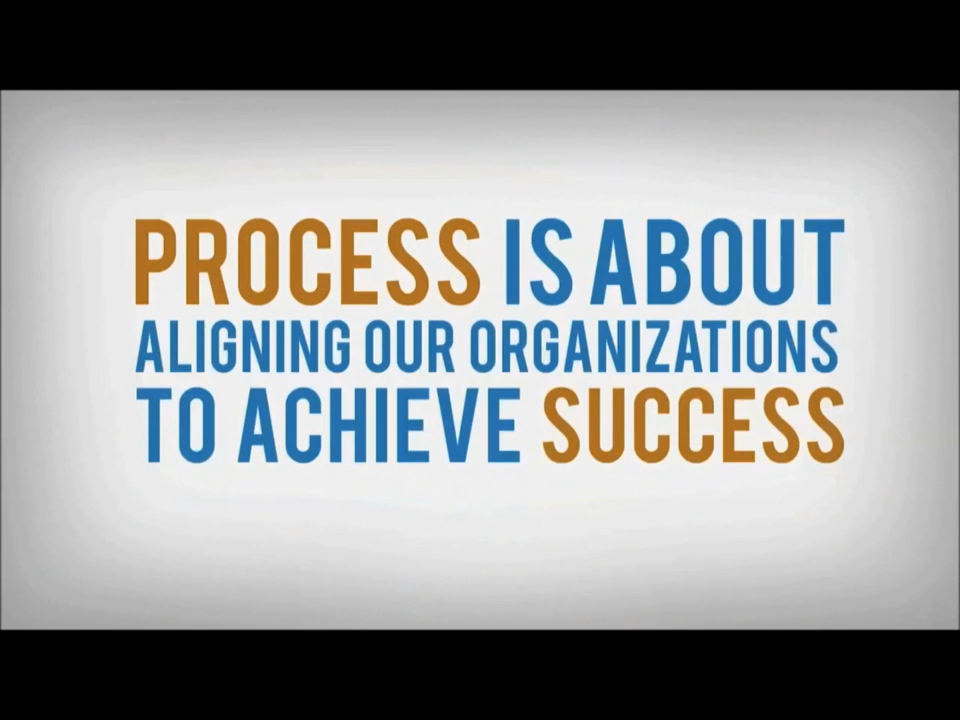 PROCESS IS ABOUT
ALIGNING OUR ORGANIZATIONS
TO ACHIEVE SUCCESS